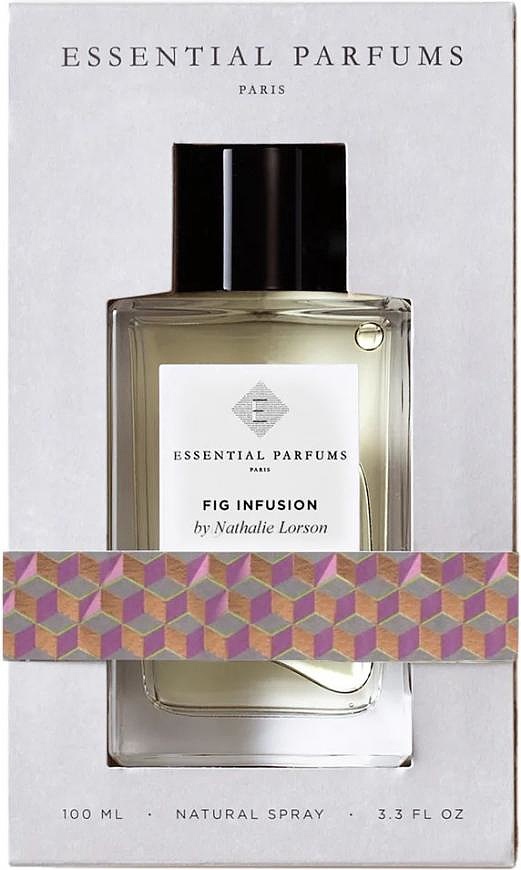 ESSENTIAL PARFUMS
PARIS
E
ESSENTIAL PARFUMS
PARIS
FIG INFUSION
by Nathalie Lorson
100 ML · NATURAL SPRAY · 3.3 FL OZ